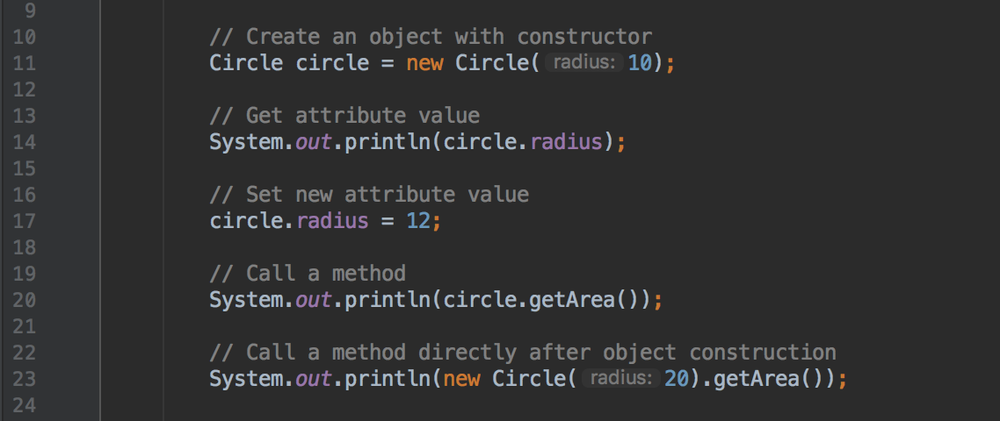 9
10 // Create an object with constructor
11 Circle circle = new Circle( radius: 10);
12
13 // Get attribute value
14 System.out.println(circle.radius);
15
16 // Set new attribute value
17 circle.radius = 12;
18
19 // Call a method
20 System.out.println(circle.getArea());
21
22 // Call a method directly after object construction
23 System.out.println(new Circle( radius: 20).getArea());
24